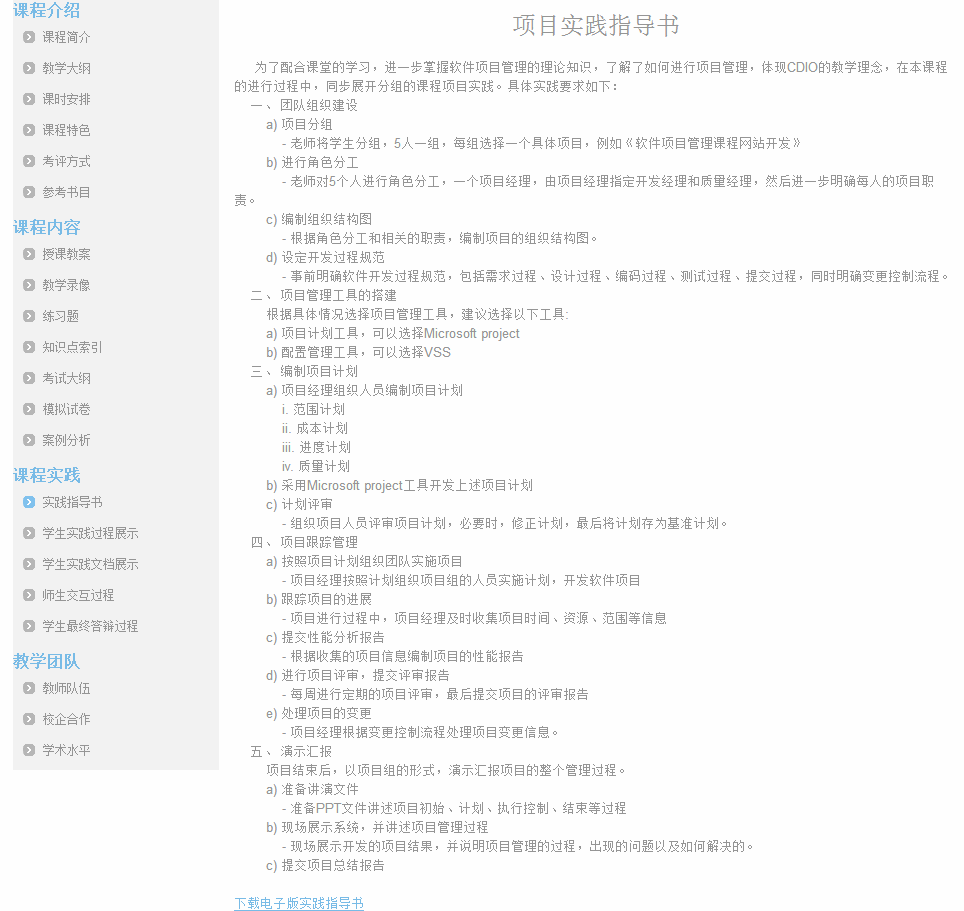 课程介绍
课程简介
教学大纲
课时安排
课程特色
考评方式
参考书目
课程内容
授课教案
教学录像
练习题
知识点索引
考试大纲
模拟试卷
案例分析
课程实践
实践指导书
学生实践过程展示
学生实践文档展示
师生交互过程
学生最终答辩过程
教学团队
教师队伍
校企合作
学术水平
项目实践指导书
为了配合课堂的学习，进一步掌握软件项目管理的理论知识，了解了如何进行项目管理，体现CDIO的教学理念，在本课程
的进行过程中，同步展开分组的课程项目实践。具体实践要求如下：
一、 团队组织建设
a) 项目分组
- 老师将学生分组，5人一组，每组选择一个具体项目，例如《软件项目管理课程网站开发》
b) 进行角色分工
- 老师对5个人进行角色分工，一个项目经理，由项目经理指定开发经理和质量经理，然后进一步明确每人的项目职
责。
c) 编制组织结构图
- 根据角色分工和相关的职责，编制项目的组织结构图。
d) 设定开发过程规范
- 事前明确软件开发过程规范，包括需求过程、设计过程、编码过程、测试过程、提交过程，同时明确变更控制流程。
二、 项目管理工具的搭建
根据具体情况选择项目管理工具，建议选择以下工具:
a) 项目计划工具，可以选择Microsoft project
b) 配置管理工具，可以选择VSS
三、 编制项目计划
a) 项目经理组织人员编制项目计划
i. 范围计划
ii. 成本计划
iii. 进度计划
iv. 质量计划
b) 采用Microsoft project工具开发上述项目计划
c) 计划评审
- 组织项目人员评审项目计划，必要时，修正计划，最后将计划存为基准计划。
四、 项目跟踪管理
a) 按照项目计划组织团队实施项目
- 项目经理按照计划组织项目组的人员实施计划，开发软件项目
b) 跟踪项目的进展
- 项目进行过程中，项目经理及时收集项目时间、资源、范围等信息
c) 提交性能分析报告
- 根据收集的项目信息编制项目的性能报告
d) 进行项目评审，提交评审报告
- 每周进行定期的项目评审，最后提交项目的评审报告
e) 处理项目的变更
- 项目经理根据变更控制流程处理项目变更信息。
五、 演示汇报
项目结束后，以项目组的形式，演示汇报项目的整个管理过程。
a) 准备讲演文件
- 准备PPT文件讲述项目初始、计划、执行控制、结束等过程
b) 现场展示系统，并讲述项目管理过程
- 现场展示开发的项目结果，并说明项目管理的过程，出现的问题以及如何解决的。
c) 提交项目总结报告
下载电子版实践指导书